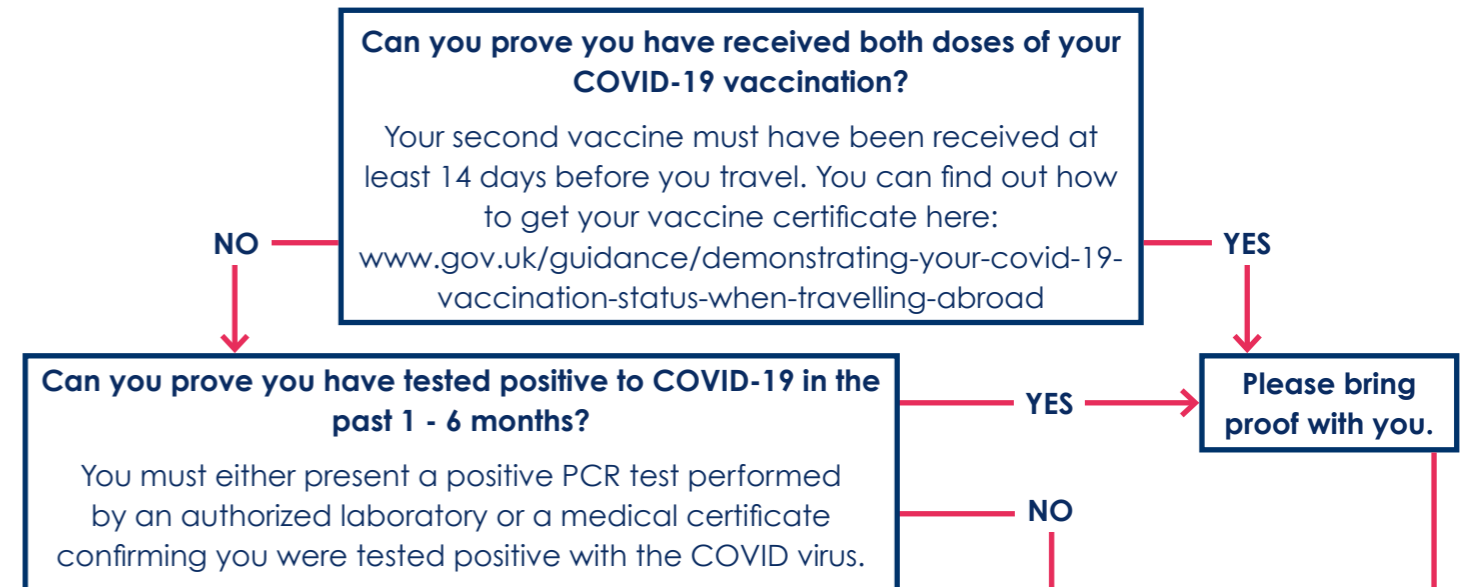 Can you prove you have received both doses of your
COVID-19 vaccination?
Your second vaccine must have been received at
least 14 days before you travel. You can find out how
to get your vaccine certificate here:
www.gov.uk/guidance/demonstrating-your-covid-19-
vaccination-status-when-travelling-abroad
NO
YES
Can you prove you have tested positive to COVID-19 in the
past 1 - 6 months?
You must either present a positive PCR test performed
by an authorized laboratory or a medical certificate
confirming you were tested positive with the COVID virus.
YES
NO
Please bring
proof with you.